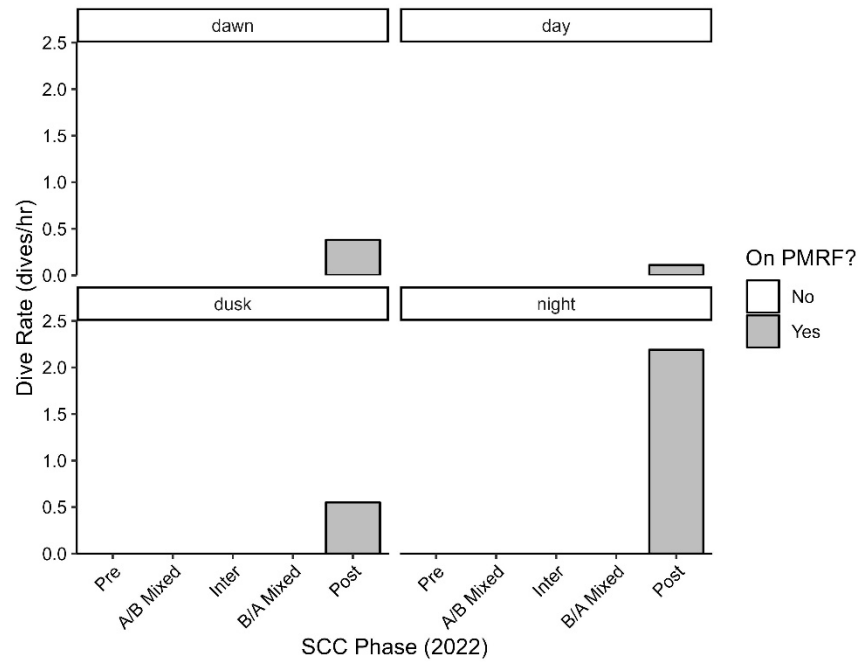 dawn
day
2.5
2.0
1.5
1.0
0.5
0.0
dusk
night
2.5
2.0
1.5
1.0
0.5
0.0
Dive Rate (dives/hr)
Pre
A/B Mixed
Inter
B/A Mixed
Post
Pre
A/B Mixed
Inter
B/A Mixed
Post
SCC Phase (2022)
On PMRF?
No
Yes